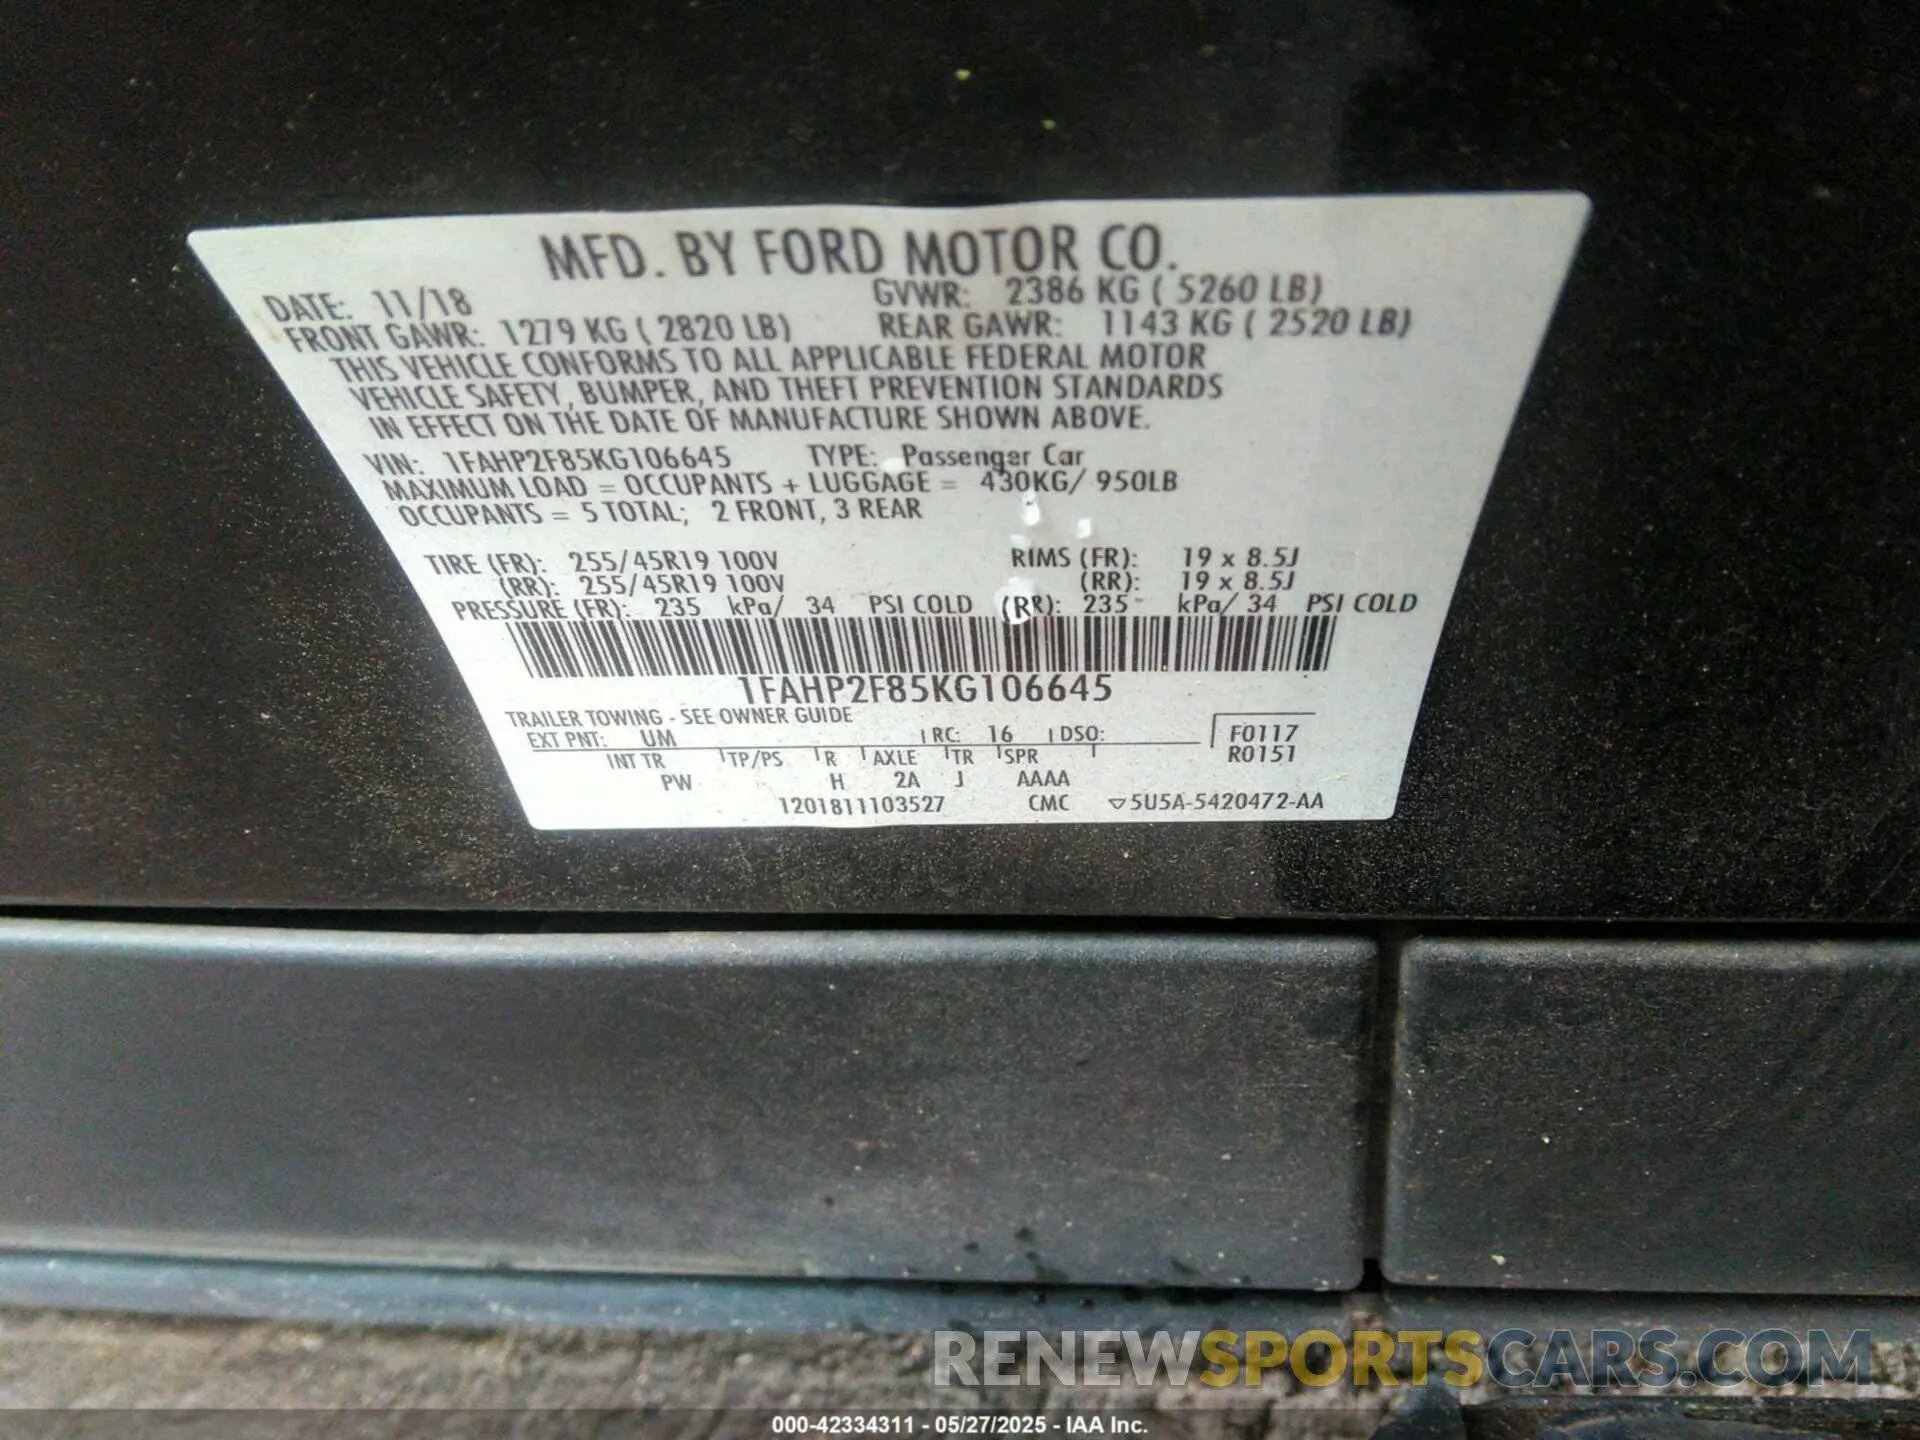 MFD. BY FORD MOTOR CO.
DATE: 11/18 GVWR: 2386 KG ( 5260 LB)
FRONT GAWR: 1279 KG ( 2820 LB) REAR GAWR: 1143 KG ( 2520 LB)
THIS VEHICLE CONFORMS TO ALL APPLICABLE FEDERAL MOTOR
VEHICLE SAFETY, BUMPER, AND THEFT PREVENTION STANDARDS
IN EFFECT ON THE DATE OF MANUFACTURE SHOWN ABOVE.
VIN: 1FAHP2F85KG106645 TYPE: Passenger Car
MAXIMUM LOAD = OCCUPANTS + LUGGAGE = 430KG/ 950LB
OCCUPANTS = 5 TOTAL; 2 FRONT, 3 REAR
TIRE (FR): 255/45R19 100V RIMS (FR): 19 x 8.5J
(RR): 255/45R19 100V (RR): 19 x 8.5J
PRESSURE (FR): 235 kPa/ 34 PSI COLD (RR): 235 kPa/ 34 PSI COLD
1FAHP2F85KG106645
TRAILER TOWING - SEE OWNER GUIDE
EXT PNT: UM RC: 16 DSO: F0117
INT TR TP/PS R AXLE TR SPR R0151
PW H 2A J AAAA
1201811103527 CMC ▽5U5A-5420472-AA
RENEWSPORTSCARS.COM
000-42334311 - 05/27/2025 - IAA Inc.